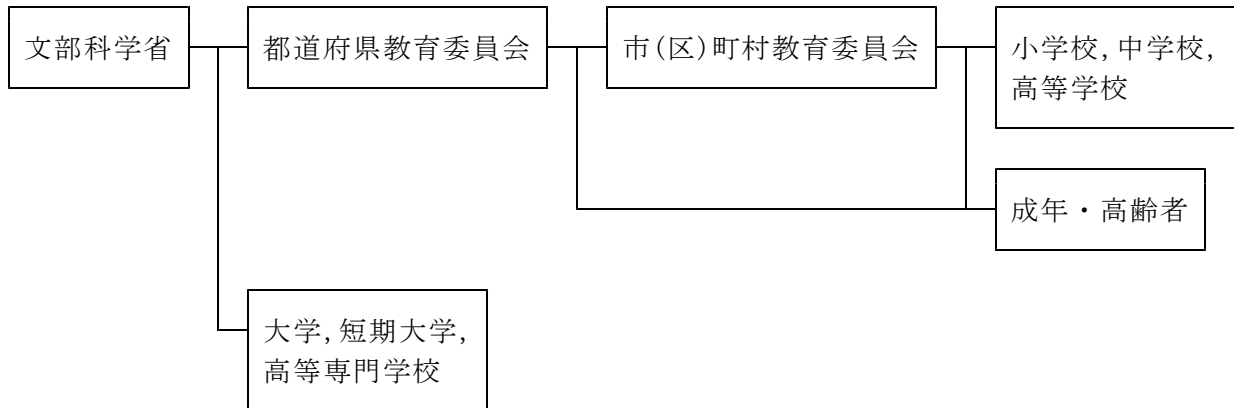 文部科学省
都道府県教育委員会
市(区)町村教育委員会
小学校,中学校,
高等学校
成年・高齢者
大学,短期大学,
高等専門学校